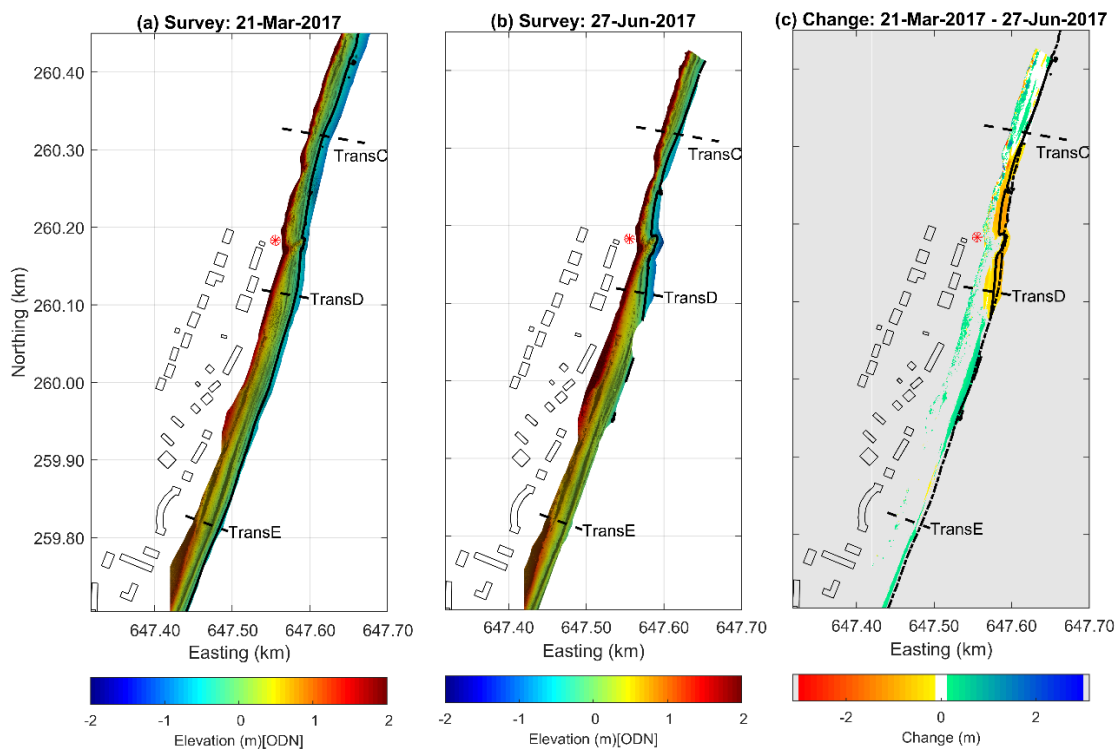 (a) Survey: 21-Mar-2017
(b) Survey: 27-Jun-2017
(c) Change: 21-Mar-2017 - 27-Jun-2017
Northing (km)
260.40
260.30
260.20
260.10
260.00
259.90
259.80
TransC
TransD
TransE
TransC
TransD
TransE
TransC
TransD
TransE
647.40 647.50 647.60 647.70
647.40 647.50 647.60 647.70
647.40 647.50 647.60 647.70
Easting (km)
Easting (km)
Easting (km)
-2 -1 0 1 2
-2 -1 0 1 2
-2 0 2
Elevation (m)[ODN]
Elevation (m)[ODN]
Change (m)